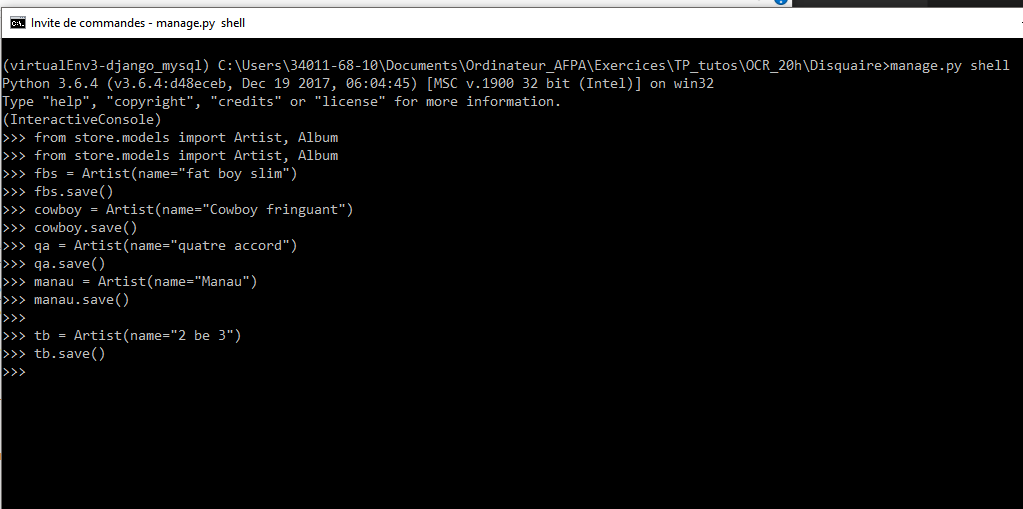 Invite de commandes - manage.py shell
(virtualEnv3-django_mysql) C:\Users\34011-68-10\Documents\Ordinateur_AFPA\Exercices\TP_tutos\OCR_20h\Disquaire>manage.py shell
Python 3.6.4 (v3.6.4:d48eceb, Dec 19 2017, 06:04:45) [MSC v.1900 32 bit (Intel)] on win32
Type "help", "copyright", "credits" or "license" for more information.
(InteractiveConsole)
>>> from store.models import Artist, Album
>>> from store.models import Artist, Album
>>> fbs = Artist(name="fat boy slim")
>>> fbs.save()
>>> cowboy = Artist(name="Cowboy fringuant")
>>> cowboy.save()
>>> qa = Artist(name="quatre accord")
>>> qa.save()
>>> manau = Artist(name="Manau")
>>> manau.save()
>>>
>>> tb = Artist(name="2 be 3")
>>> tb.save()
>>>